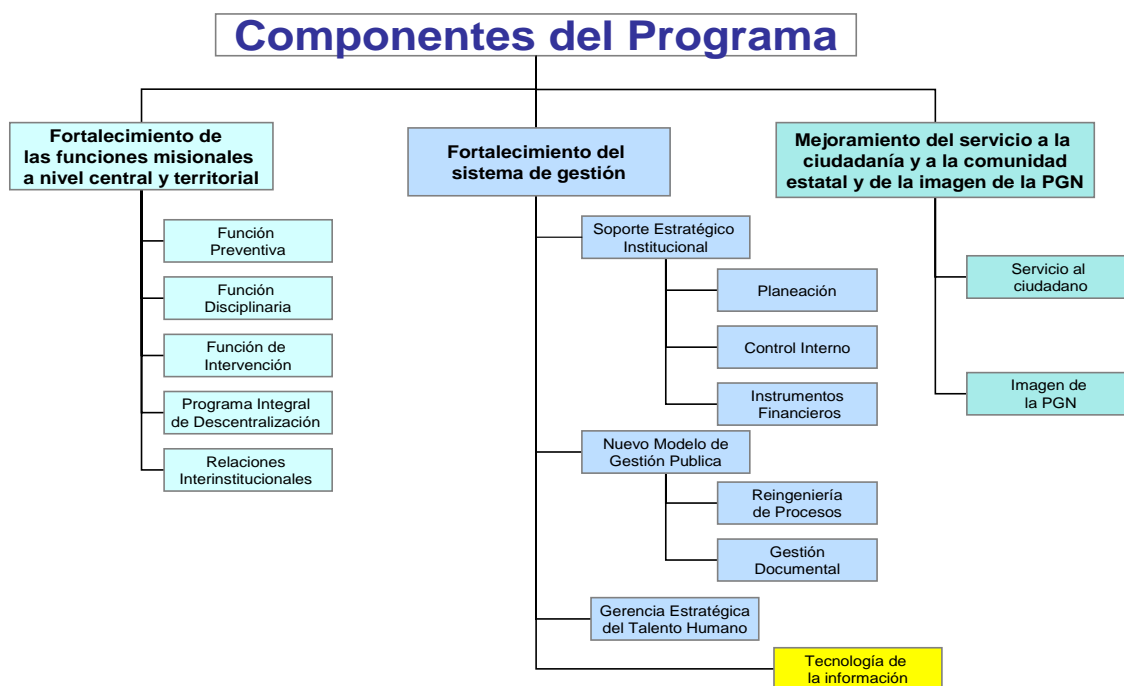 Componentes del Programa
Fortalecimiento de
las funciones misionales
a nivel central y territorial
Función
Preventiva
Función
Disciplinaria
Función de
Intervención
Programa Integral
de Descentralización
Relaciones
Interinstitucionales
Fortalecimiento del
sistema de gestión
Soporte Estratégico
Institucional
Planeación
Control Interno
Instrumentos
Financieros
Nuevo Modelo de
Gestión Publica
Reingeniería
de Procesos
Gestión
Documental
Gerencia Estratégica
del Talento Humano
Tecnología de
la información
Mejoramiento del servicio a la
ciudadanía y a la comunidad
estatal y de la imagen de la PGN
Servicio al
ciudadano
Imagen de
la PGN